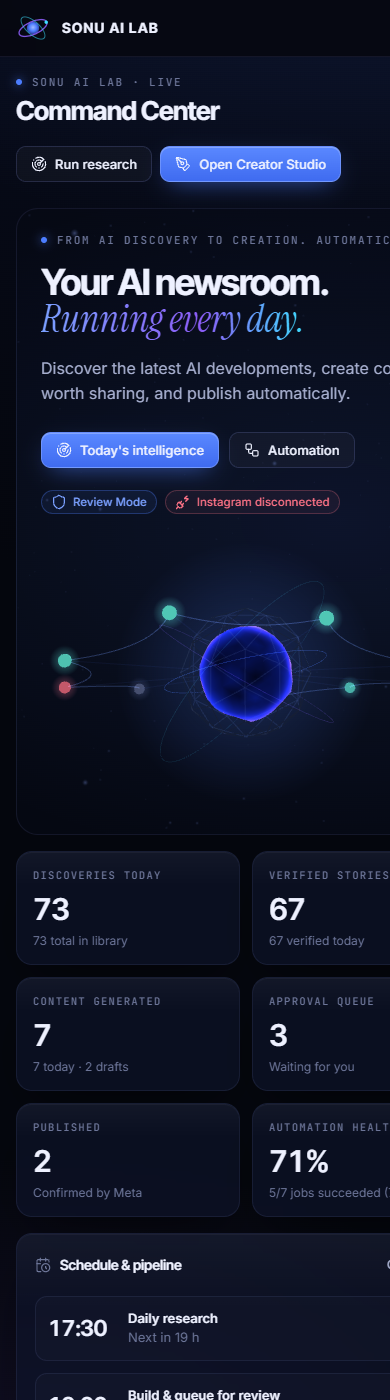 SONU AI LAB
SONU AI LAB · LIVE
Command Center
Run research
Open Creator Studio
FROM AI DISCOVERY TO CREATION. AUTOMATIC
Your AI newsroom.
Running every day.
Discover the latest AI developments, create co
worth sharing, and publish automatically.
Today's intelligence
Automation
Review Mode
Instagram disconnected
DISCOVERIES TODAY
73
73 total in library
VERIFIED STORIES
67
67 verified today
CONTENT GENERATED
7
7 today · 2 drafts
APPROVAL QUEUE
3
Waiting for you
PUBLISHED
2
Confirmed by Meta
AUTOMATION HEALT
71%
5/7 jobs succeeded
Schedule & pipeline
17:30
Daily research
Next in 19 h
Build & queue for review